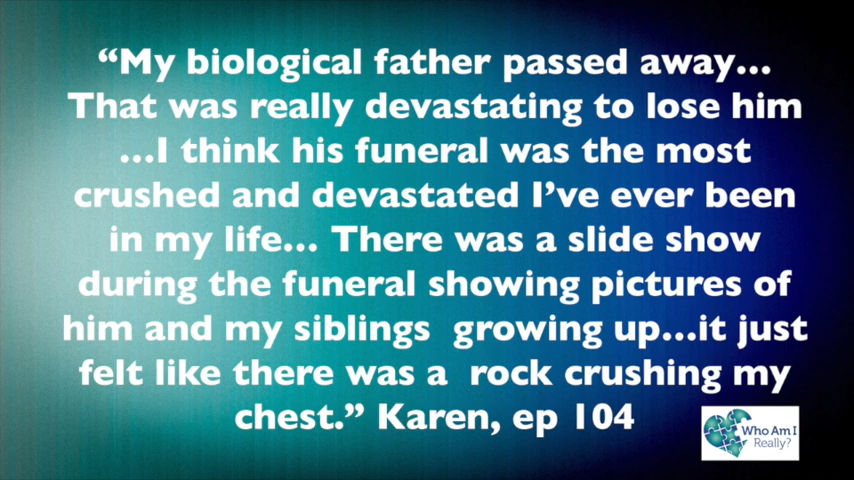 “My biological father passed away...
That was really devastating to lose him
...I think his funeral was the most
crushed and devastated I’ve ever been
in my life... There was a slide show
during the funeral showing pictures of
him and my siblings  growing up...it just
felt like there was a  rock crushing my
chest.” Karen, ep 104
Who Am I
Really?